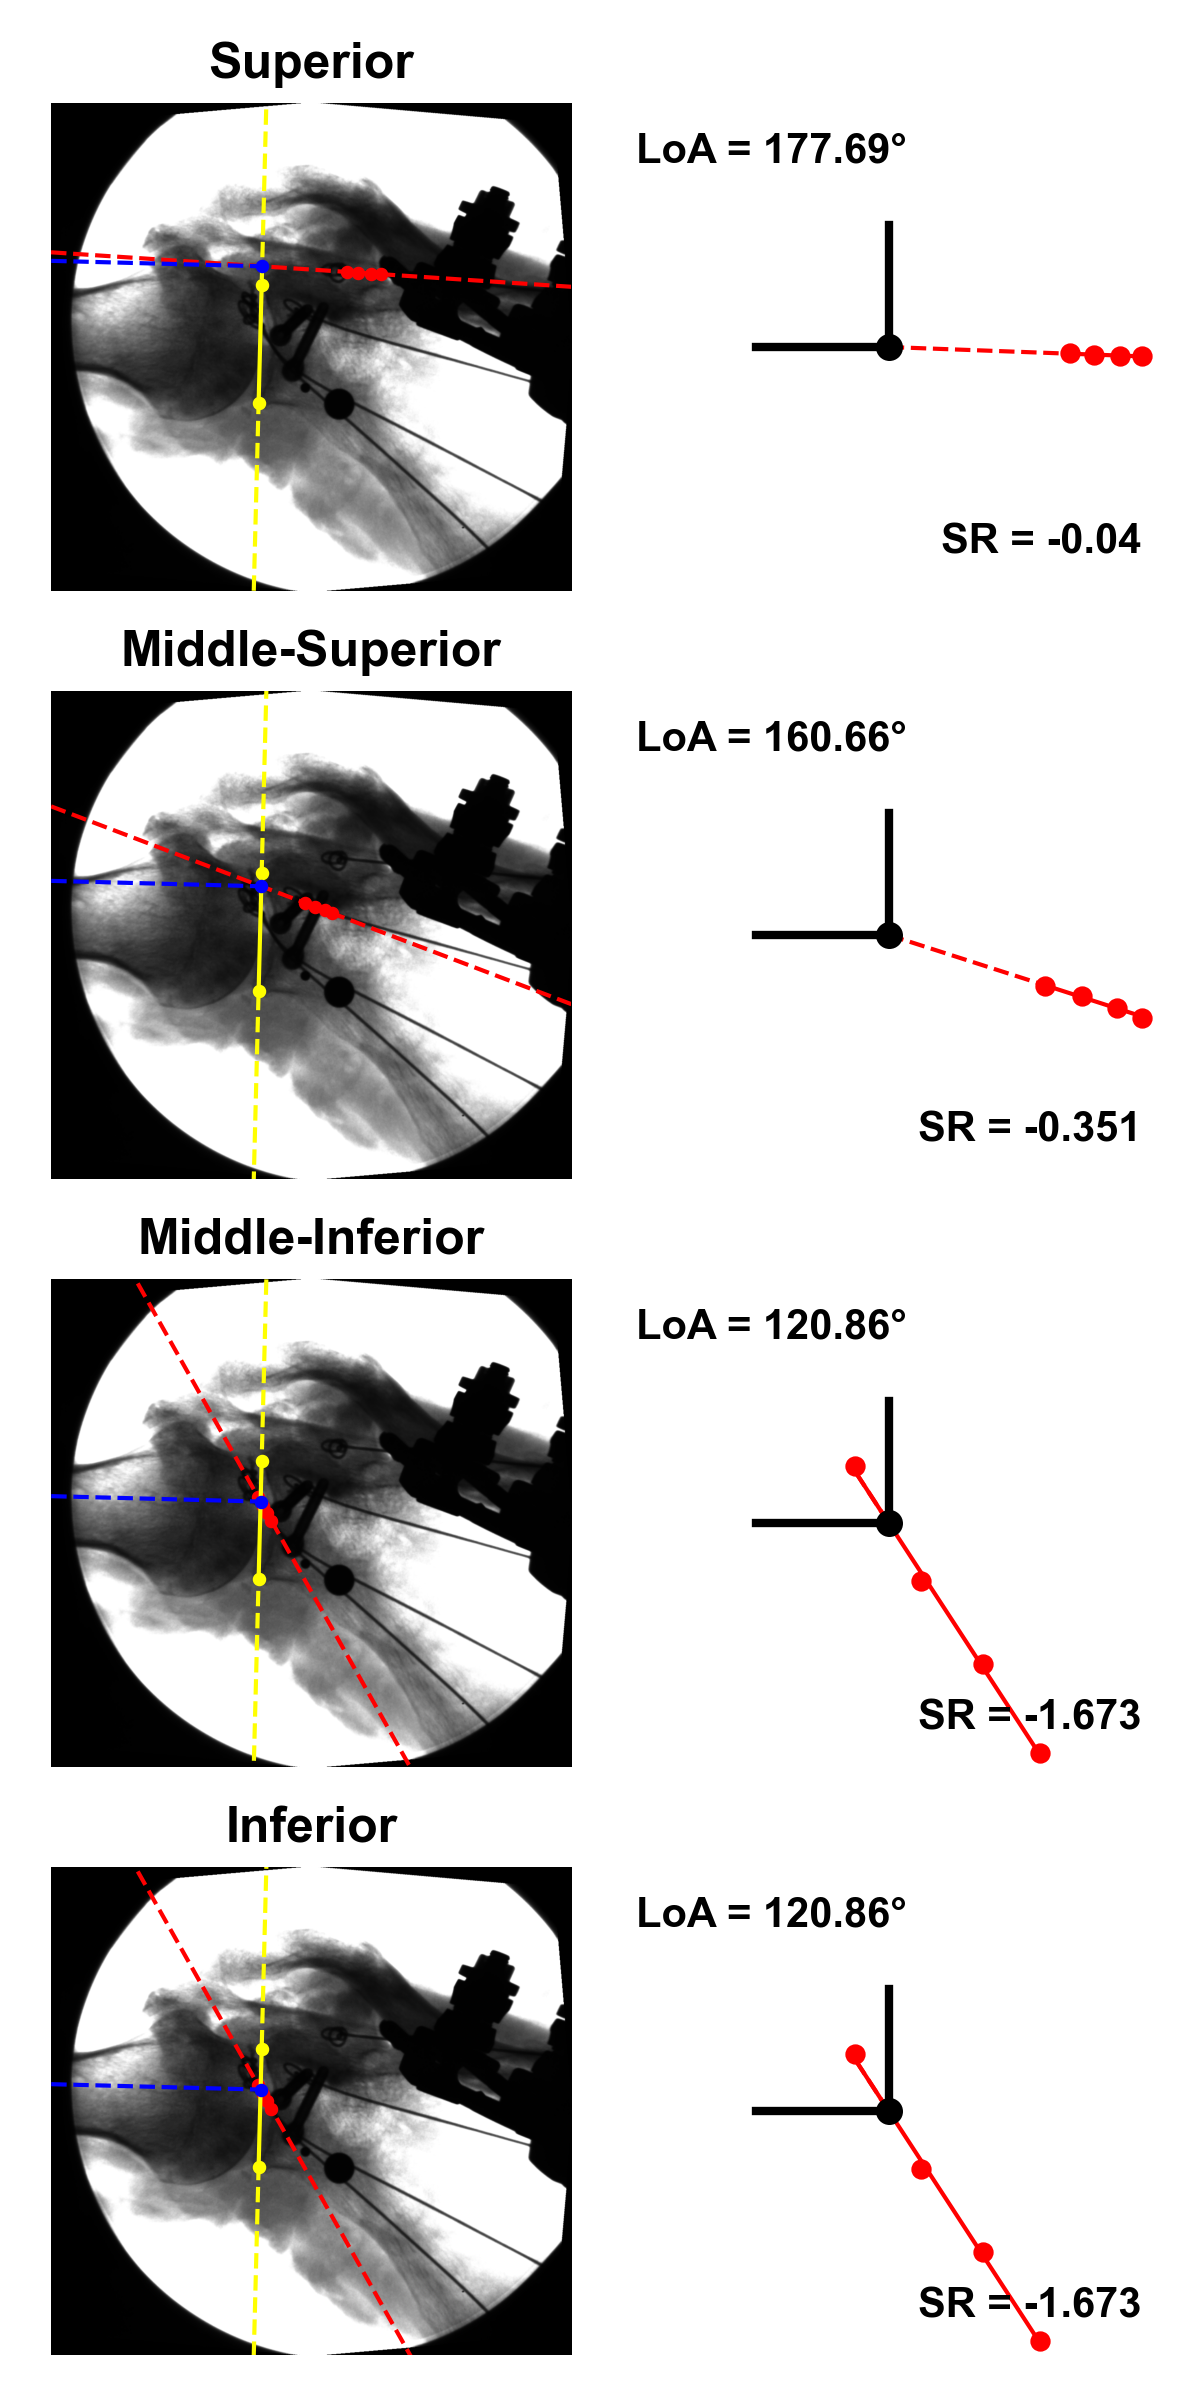 Superior
LoA = 177.69°
SR = -0.04
Middle-Superior
LoA = 160.66°
SR = -0.351
Middle-Inferior
LoA = 120.86°
SR = -1.673
Inferior
LoA = 120.86°
SR = -1.673